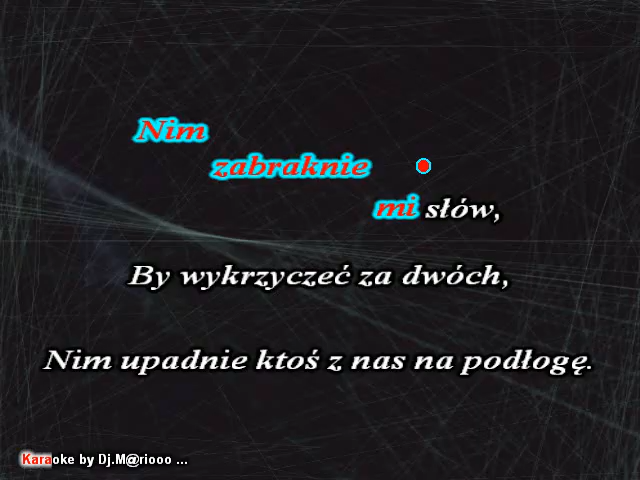 Nim
zabraknie
mi słów,
By wykrzyczeć za dwóch,
Nim upadnie ktoś z nas na podłogę.
Karaoke by Dj.M@riooo ...